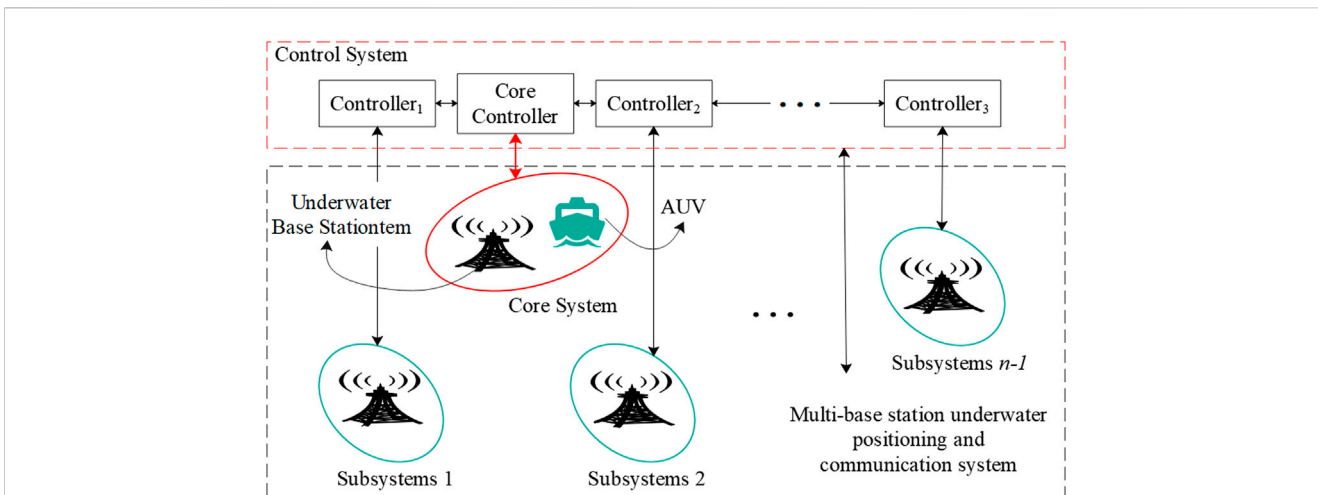 Control System
Controller₁
Core
Controller
Controller₂
• • •
Controller₃
Underwater
Base Stationtem
AUV
Core System
• • •
Subsystems n-1
Multi-base station underwater
positioning and
communication system
Subsystems 1
Subsystems 2